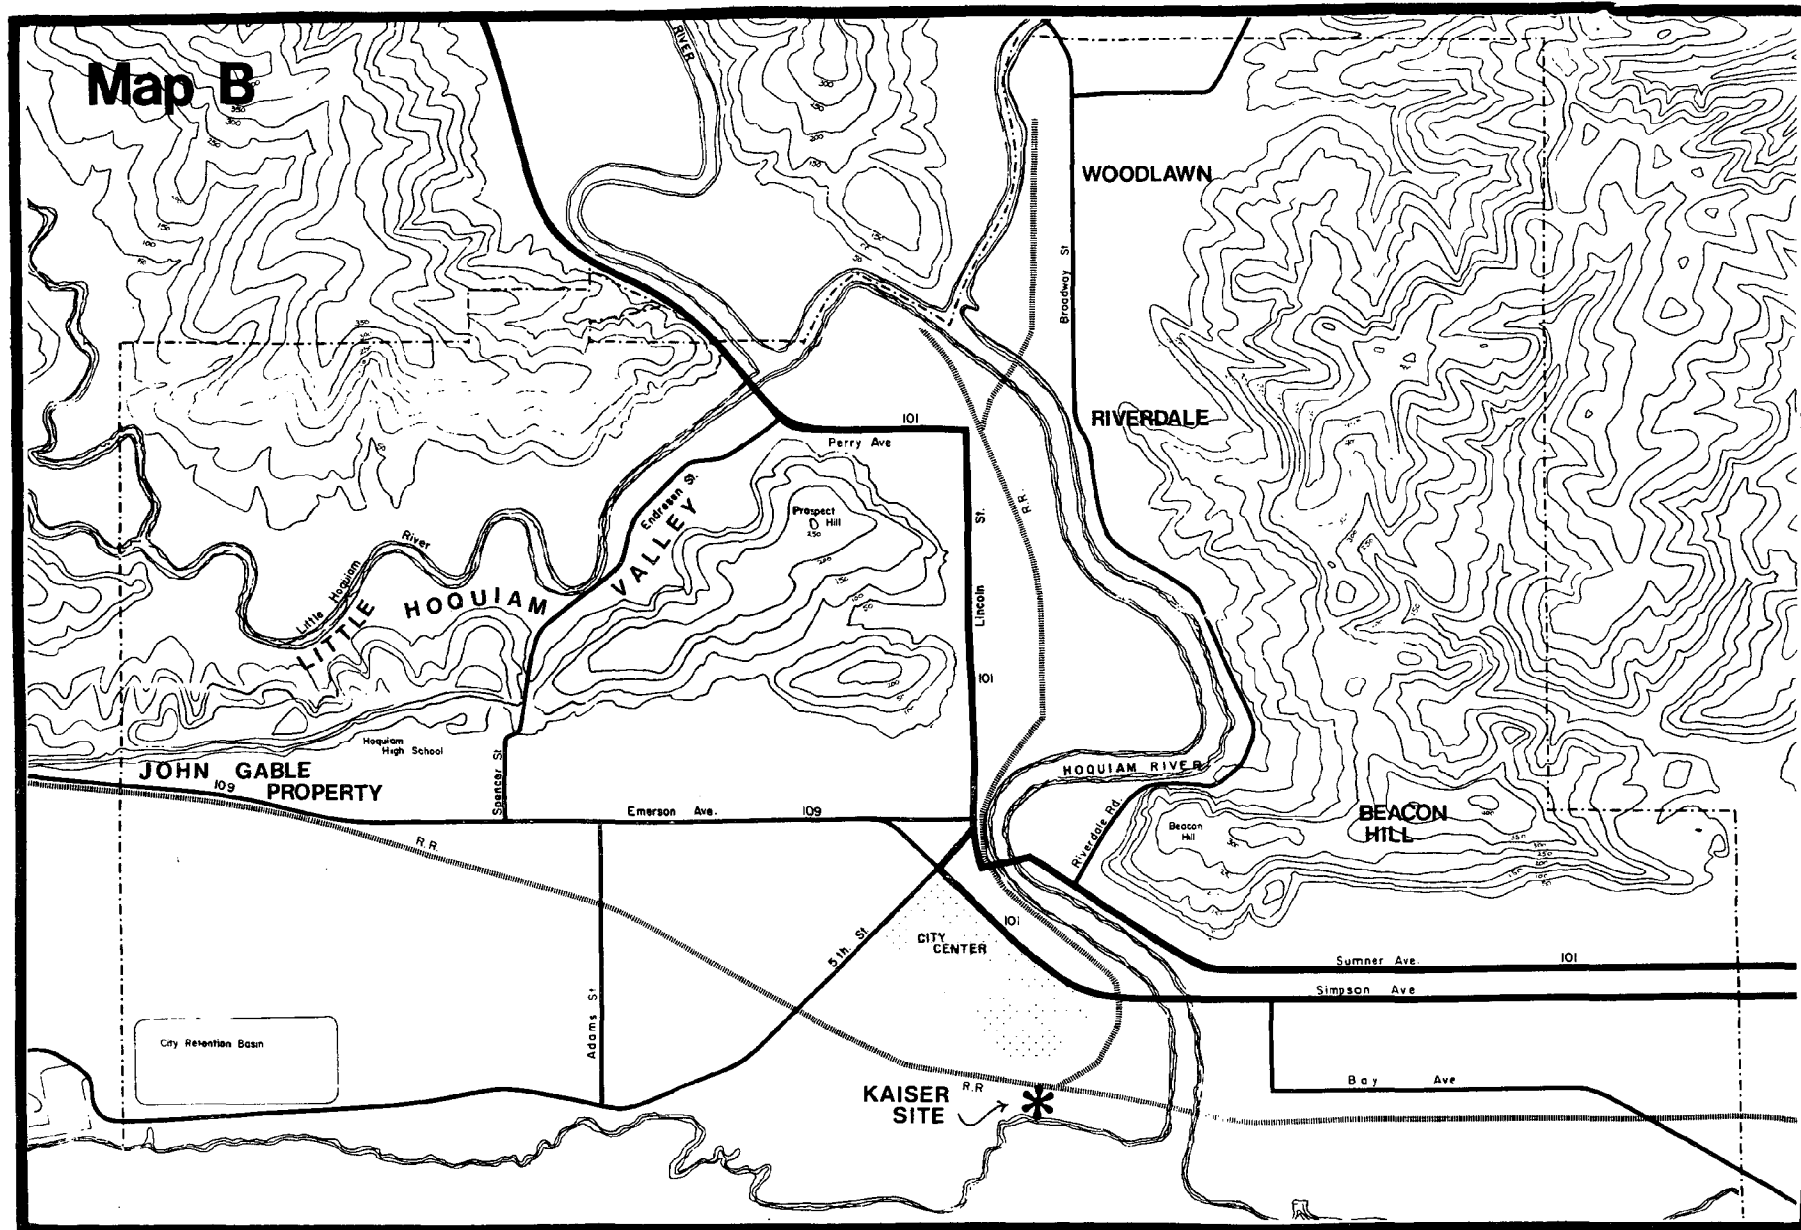 Map B
RIVER
WOODLAWN
Broadway St
RIVERDALE
101
Perry Ave
Endresen St.
Prospect
Hill
250
R.R.
Lincoln St.
101
River
Little Hoquiam
LITTLE HOQUIAM VALLEY
Hoquiam
High School
Spencer St
JOHN GABLE
PROPERTY
109
HOQUIAM RIVER
Riverdale Rd.
BEACON
HILL
Beacon
Hill
Emerson Ave. 109
R.R.
5th. St
CITY
CENTER
101
Sumner Ave. 101
Simpson Ave
Adams St
City Retention Basin
KAISER
SITE
R.R
Bay Ave